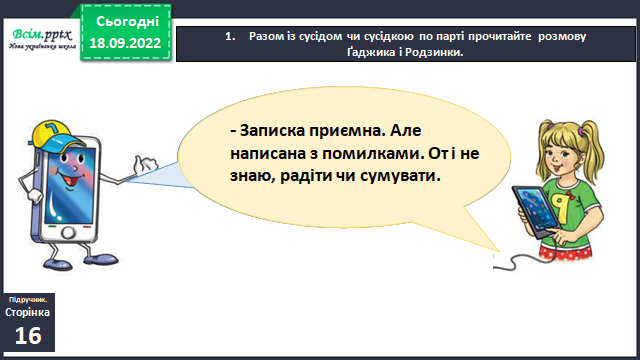 Всім.pptx
Нова українська школа
Сьогодні
18.09.2022
1. Разом із сусідом чи сусідкою по парті прочитайте розмову
Ґаджика і Родзинки.
- Записка приємна. Але
написана з помилками. От і не
знаю, радіти чи сумувати.
Підручник.
Сторінка
16